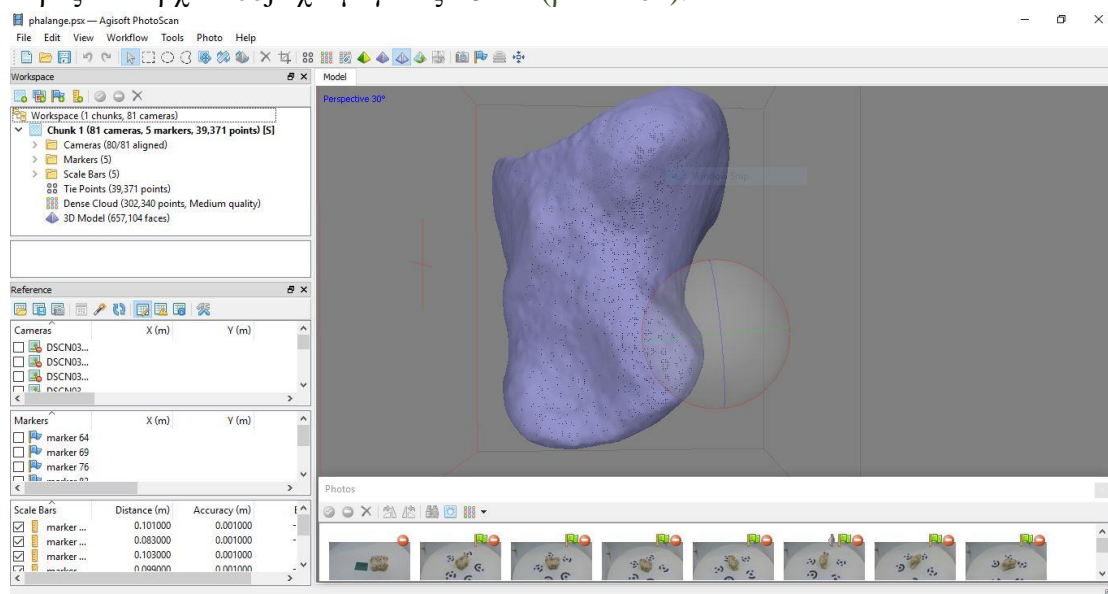 phalange.psx — Agisoft PhotoScan
File Edit View Workflow Tools Photo Help
Workspace
Model
Perspective 30°
Workspace (1 chunks, 81 cameras)
Chunk 1 (81 cameras, 5 markers, 39,371 points) [S]
Cameras (80/81 aligned)
Markers (5)
Scale Bars (5)
Tie Points (39,371 points)
Dense Cloud (302,340 points, Medium quality)
3D Model (657,104 faces)
Window Snip
Reference
Cameras X (m) Y (m)
DSCN03...
DSCN03...
DSCN03...
DSCN03
Markers X (m) Y (m)
marker 64
marker 69
marker 76
Photos
Scale Bars Distance (m) Accuracy (m)
marker ... 0.101000 0.001000
marker ... 0.083000 0.001000
marker ... 0.103000 0.001000
marker 0.099000 0.001000